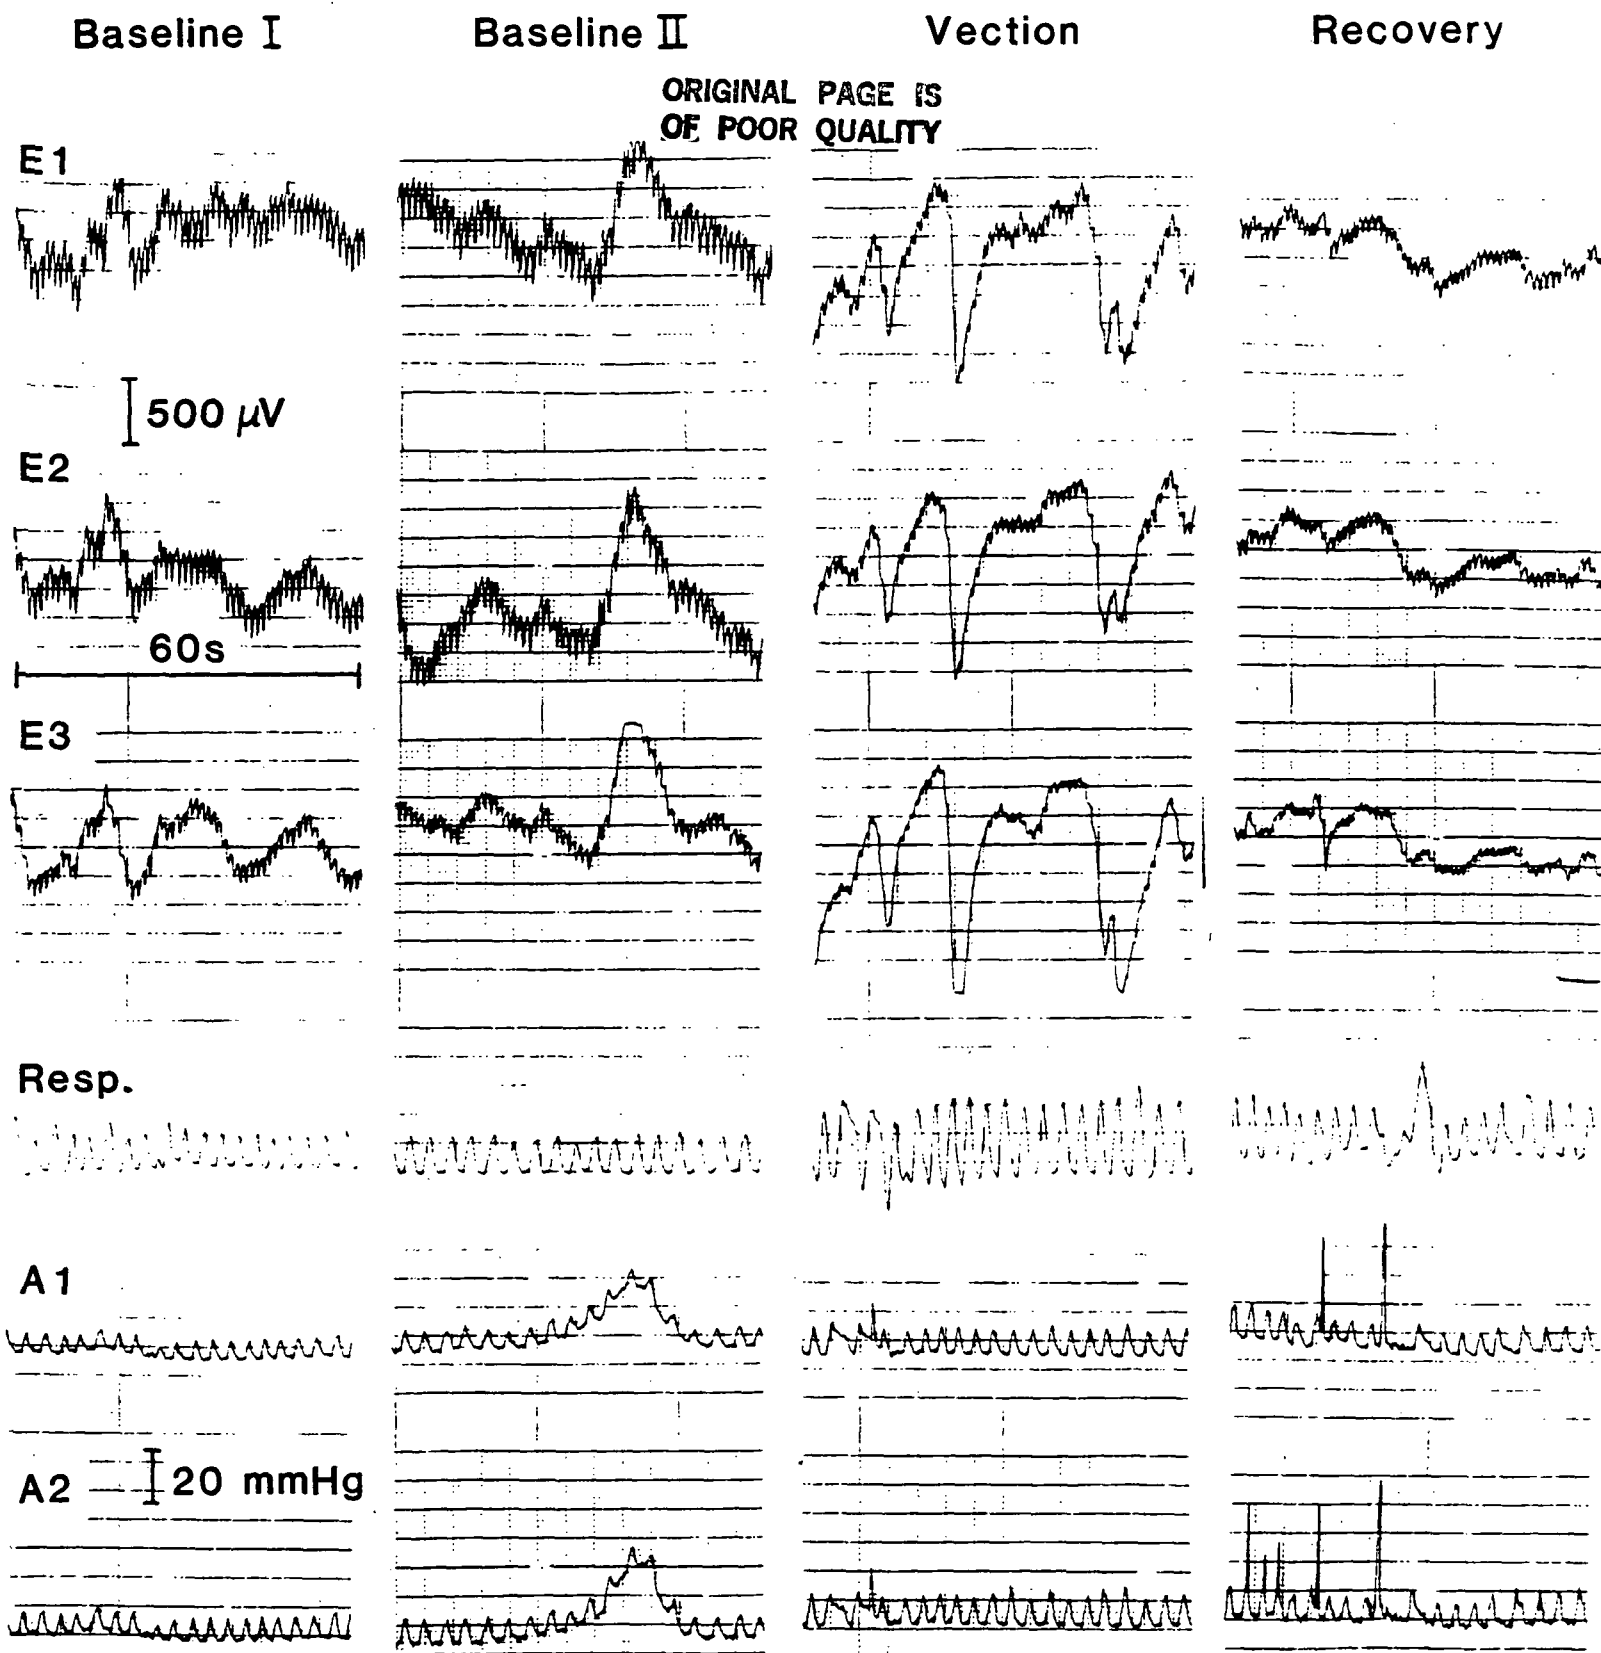 Baseline I Baseline II Vection Recovery
ORIGINAL PAGE IS
OF POOR QUALITY
E1
500 μV
E2
60s
E3
Resp.
A1
A2 20 mmHg